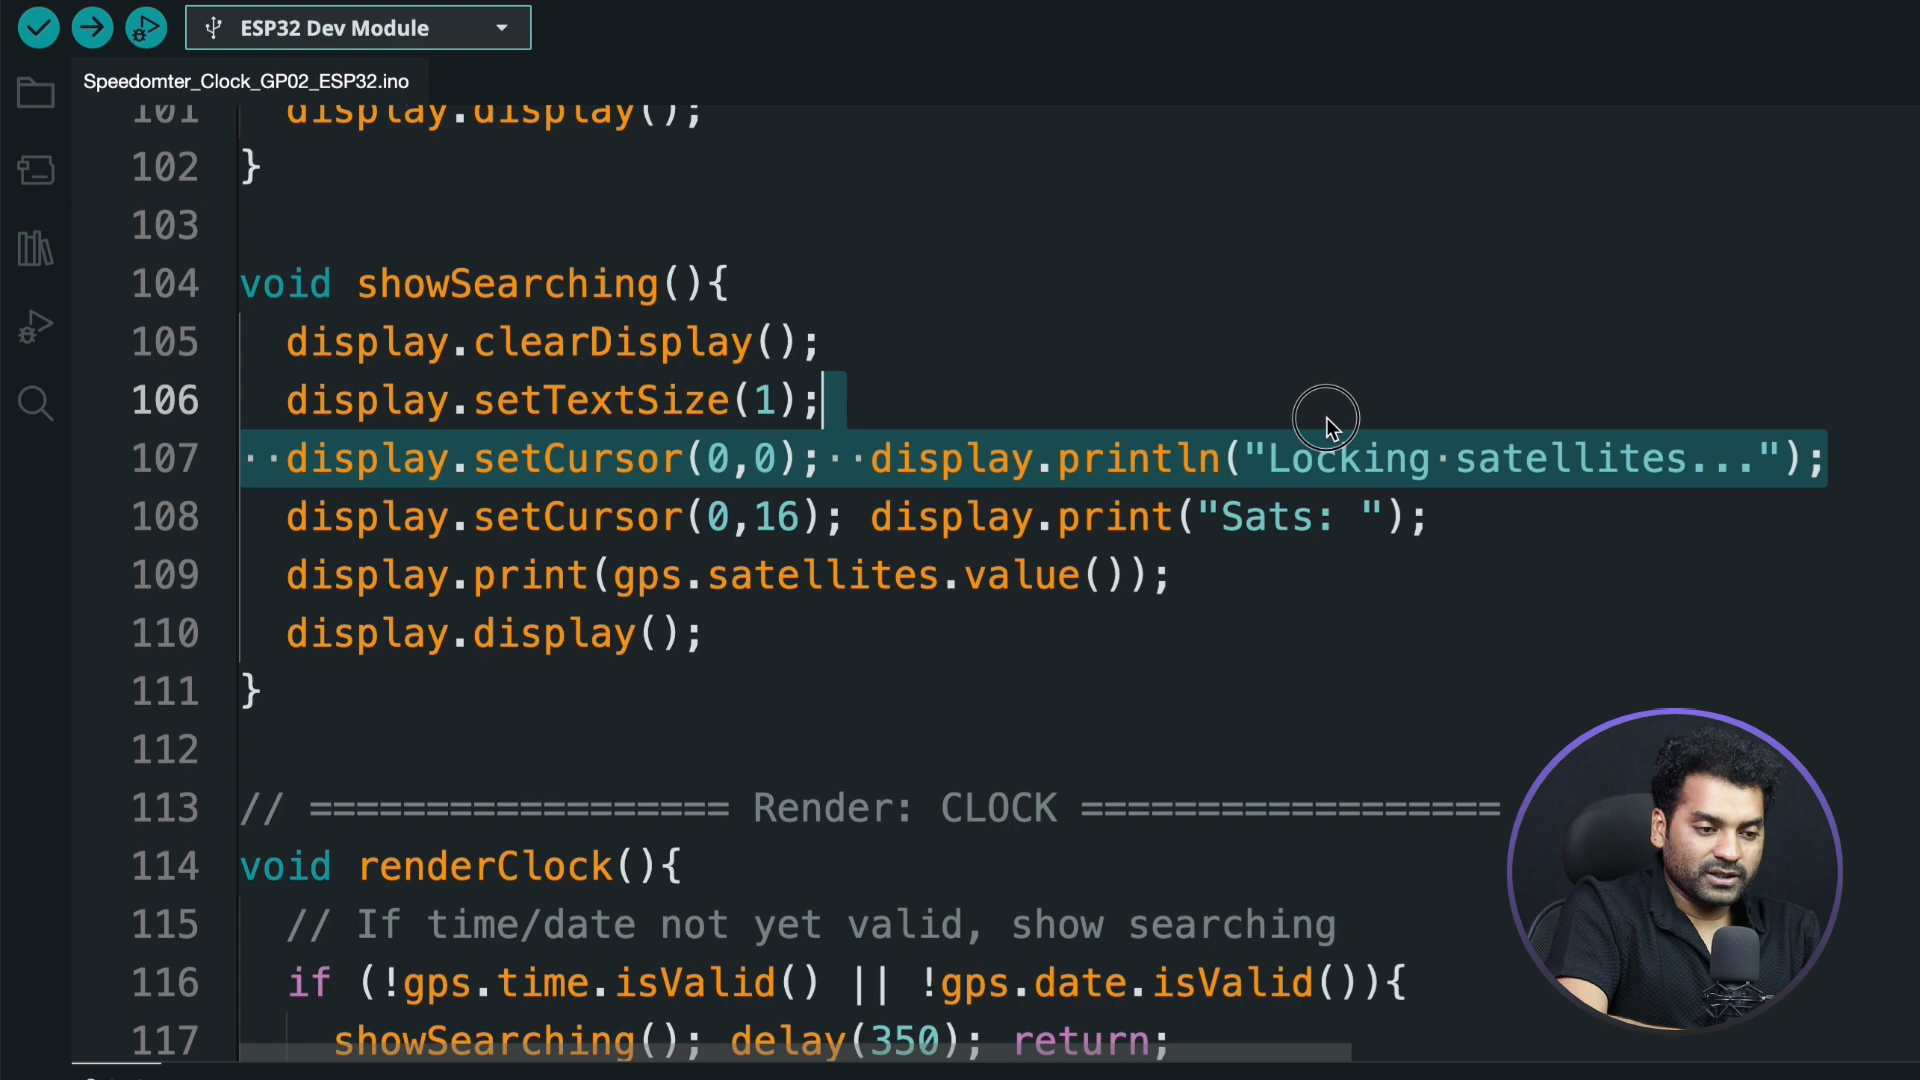 ESP32 Dev Module
Speedomter_Clock_GP02_ESP32.ino
101 display.display();
102 }
103
104 void showSearching(){
105 display.clearDisplay();
106 display.setTextSize(1);
107 ··display.setCursor(0,0);··display.println("Locking·satellites...");
108 display.setCursor(0,16); display.print("Sats: ");
109 display.print(gps.satellites.value());
110 display.display();
111 }
112
113 // ================== Render: CLOCK ==================
114 void renderClock(){
115 // If time/date not yet valid, show searching
116 if (!gps.time.isValid() || !gps.date.isValid()){
117 showSearching(); delay(350); return;